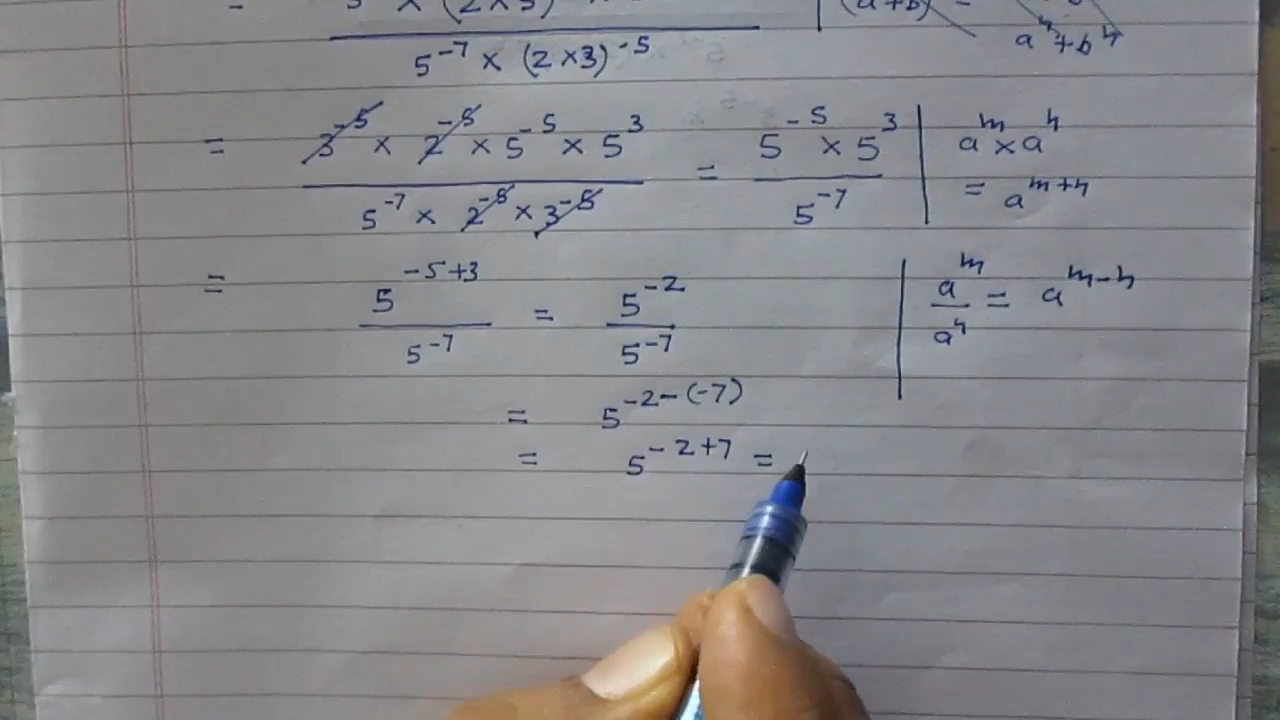 5^-7 × (2×3)^-5
a^n + b^n
= 3^-5 × 2^-5 × 5^-5 × 5^3 / 5^-7 × 2^-5 × 3^-5 = 5^-5 × 5^3 / 5^-7
a^m × a^n
= a^m+n
= 5^-5+3 / 5^-7 = 5^-2 / 5^-7
a^m / a^n = a^m-n
= 5^-2-(-7)
= 5^-2+7 =